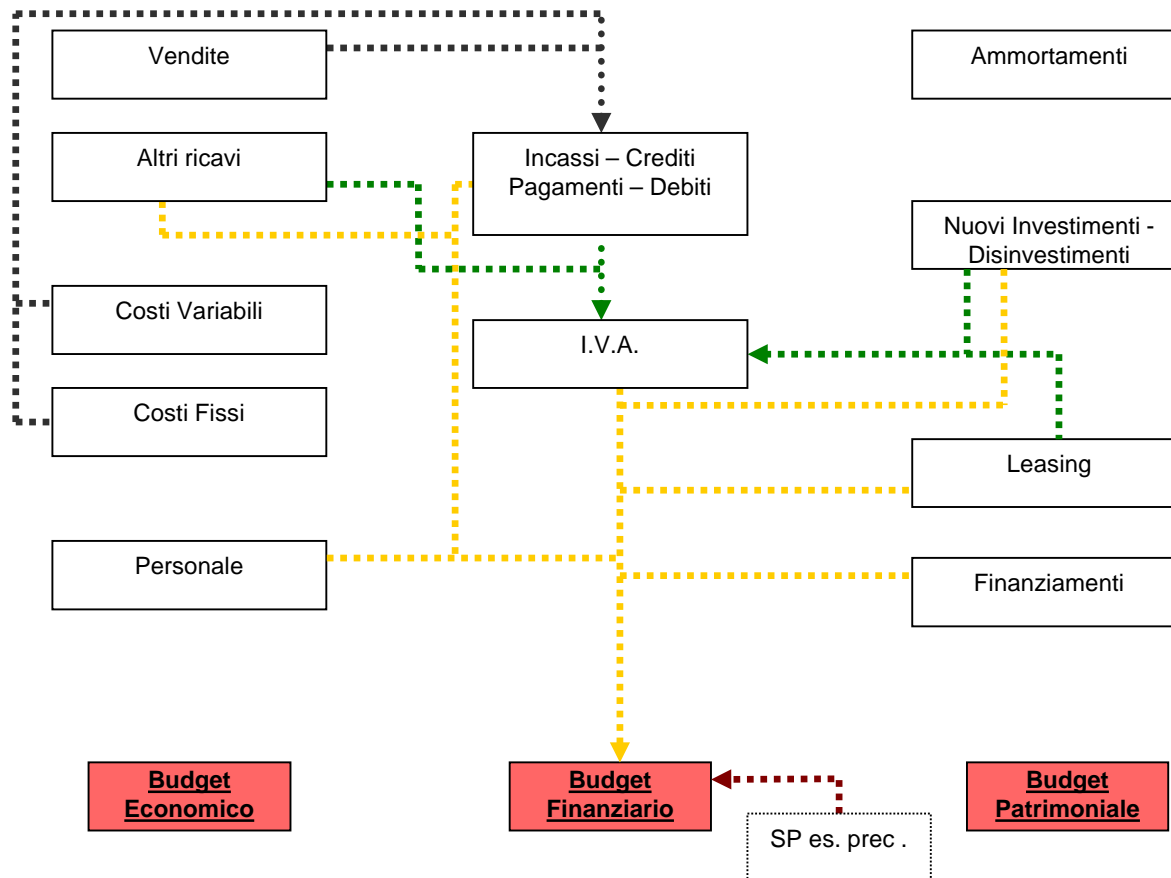 Vendite
Ammortamenti
Altri ricavi
Incassi – Crediti
Pagamenti – Debiti
Nuovi Investimenti -
Disinvestimenti
Costi Variabili
I.V.A.
Costi Fissi
Leasing
Personale
Finanziamenti
Budget
Economico
Budget
Finanziario
Budget
Patrimoniale
SP es. prec .